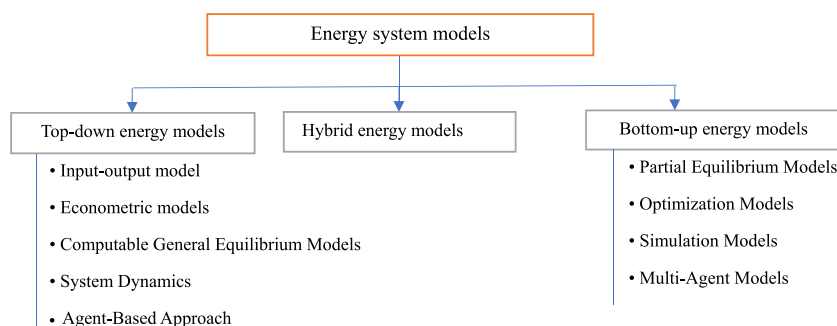 Energy system models
Top-down energy models
Hybrid energy models
Bottom-up energy models
• Input-output model
• Econometric models
• Computable General Equilibrium Models
• System Dynamics
• Agent-Based Approach
• Partial Equilibrium Models
• Optimization Models
• Simulation Models
• Multi-Agent Models